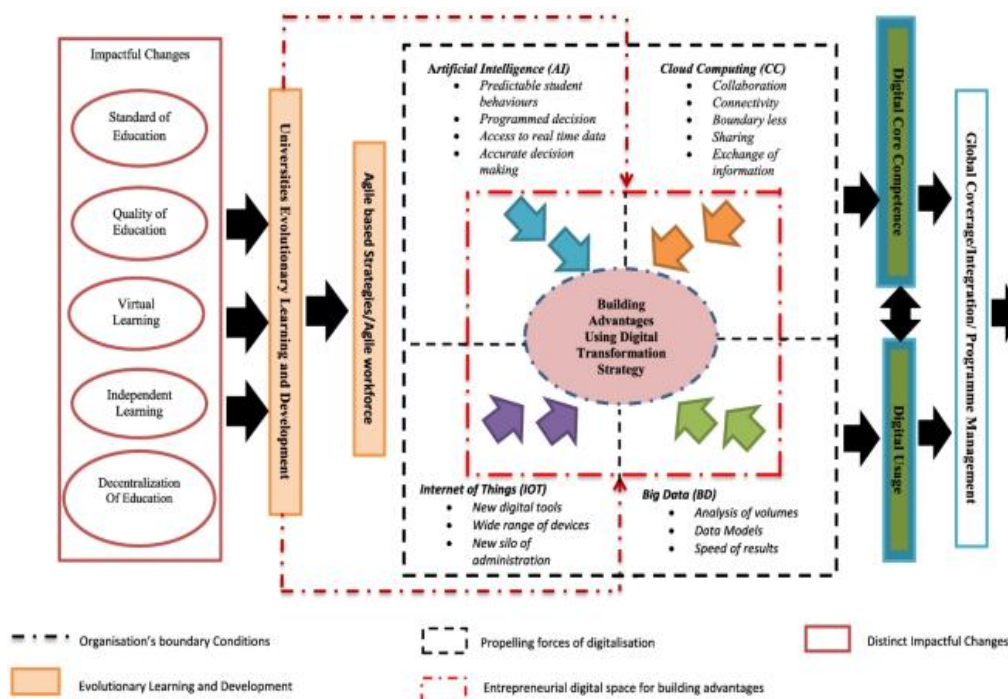 Impactful Changes
Standard of
Education
Quality of
Education
Virtual
Learning
Independent
Learning
Decentralization
Of Education
Universities Evolutionary Learning and Development
Agile based Strategies/Agile workforce
Artificial Intelligence (AI)
• Predictable student
behaviours
• Programmed decision
• Access to real time data
• Accurate decision
making
Cloud Computing (CC)
• Collaboration
• Connectivity
• Boundary less
• Sharing
• Exchange of
information
Building
Advantages
Using Digital
Transformation
Strategy
Internet of Things (IOT)
• New digital tools
• Wide range of devices
• New silo of
administration
Big Data (BD)
• Analysis of volumes
• Data Models
• Speed of results
Digital Core Competence
Digital Usage
Global Coverage/Integration/ Programme Management
Organisation's boundary Conditions
Propelling forces of digitalisation
Distinct Impactful Changes
Evolutionary Learning and Development
Entrepreneurial digital space for building advantages